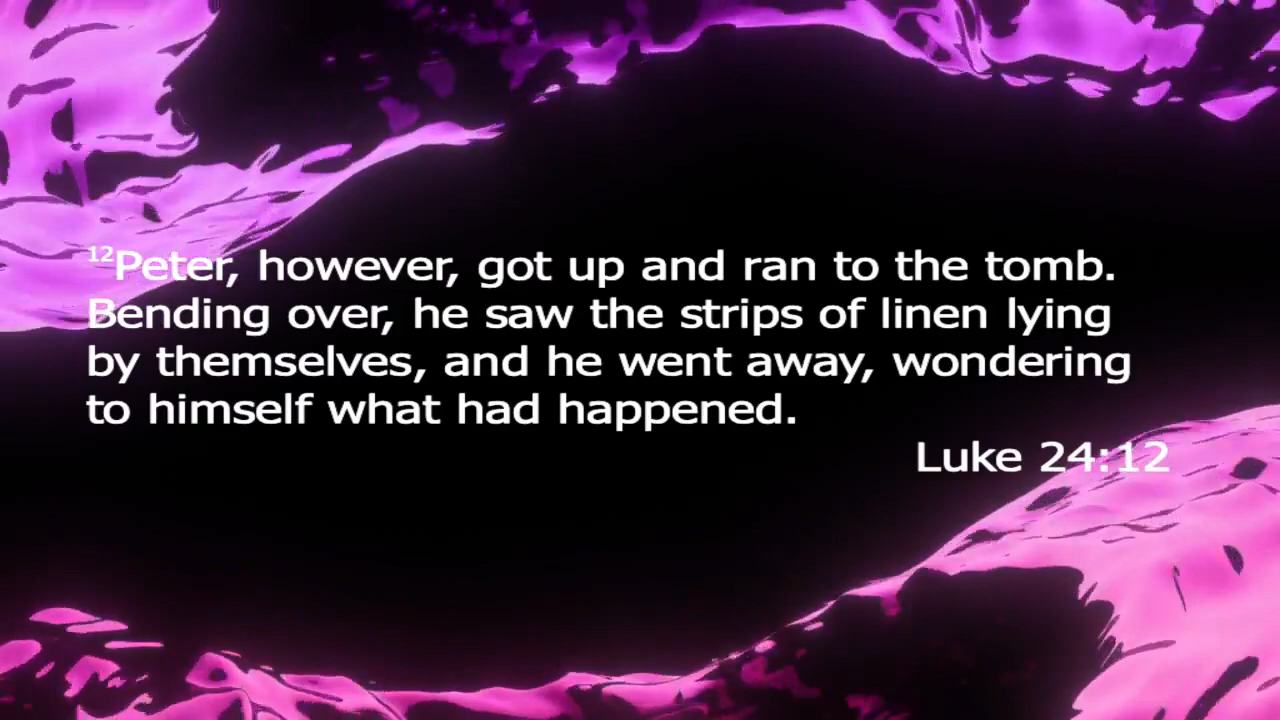 12Peter, however, got up and ran to the tomb.
Bending over, he saw the strips of linen lying
by themselves, and he went away, wondering
to himself what had happened.
Luke 24:12